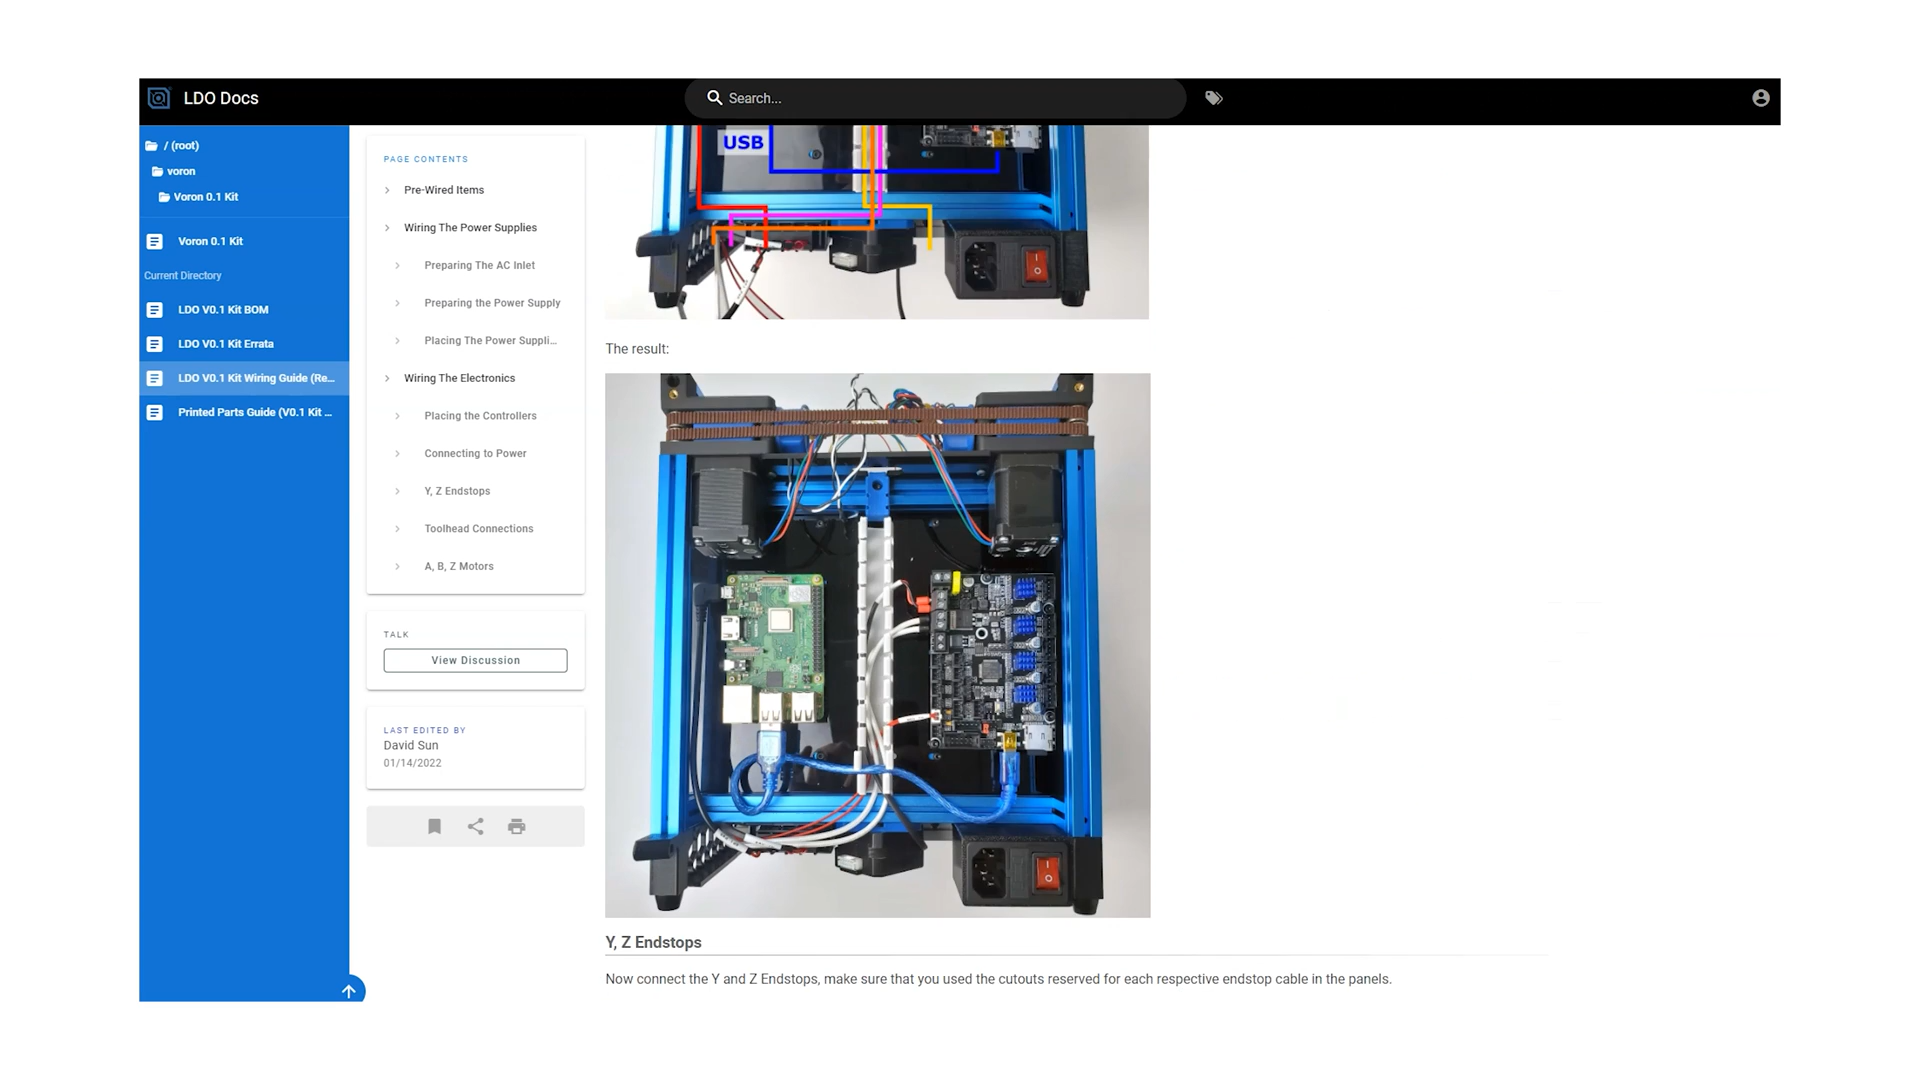 LDO Docs
Search...
/ (root)
voron
Voron 0.1 Kit
Voron 0.1 Kit
Current Directory
LDO V0.1 Kit BOM
LDO V0.1 Kit Errata
LDO V0.1 Kit Wiring Guide (Re...
Printed Parts Guide (V0.1 Kit ...
PAGE CONTENTS
Pre-Wired Items
Wiring The Power Supplies
Preparing The AC Inlet
Preparing the Power Supply
Placing The Power Suppli...
Wiring The Electronics
Placing the Controllers
Connecting to Power
Y, Z Endstops
Toolhead Connections
A, B, Z Motors
TALK
View Discussion
LAST EDITED BY
David Sun
01/14/2022
USB
The result:
Y, Z Endstops
Now connect the Y and Z Endstops, make sure that you used the cutouts reserved for each respective endstop cable in the panels.